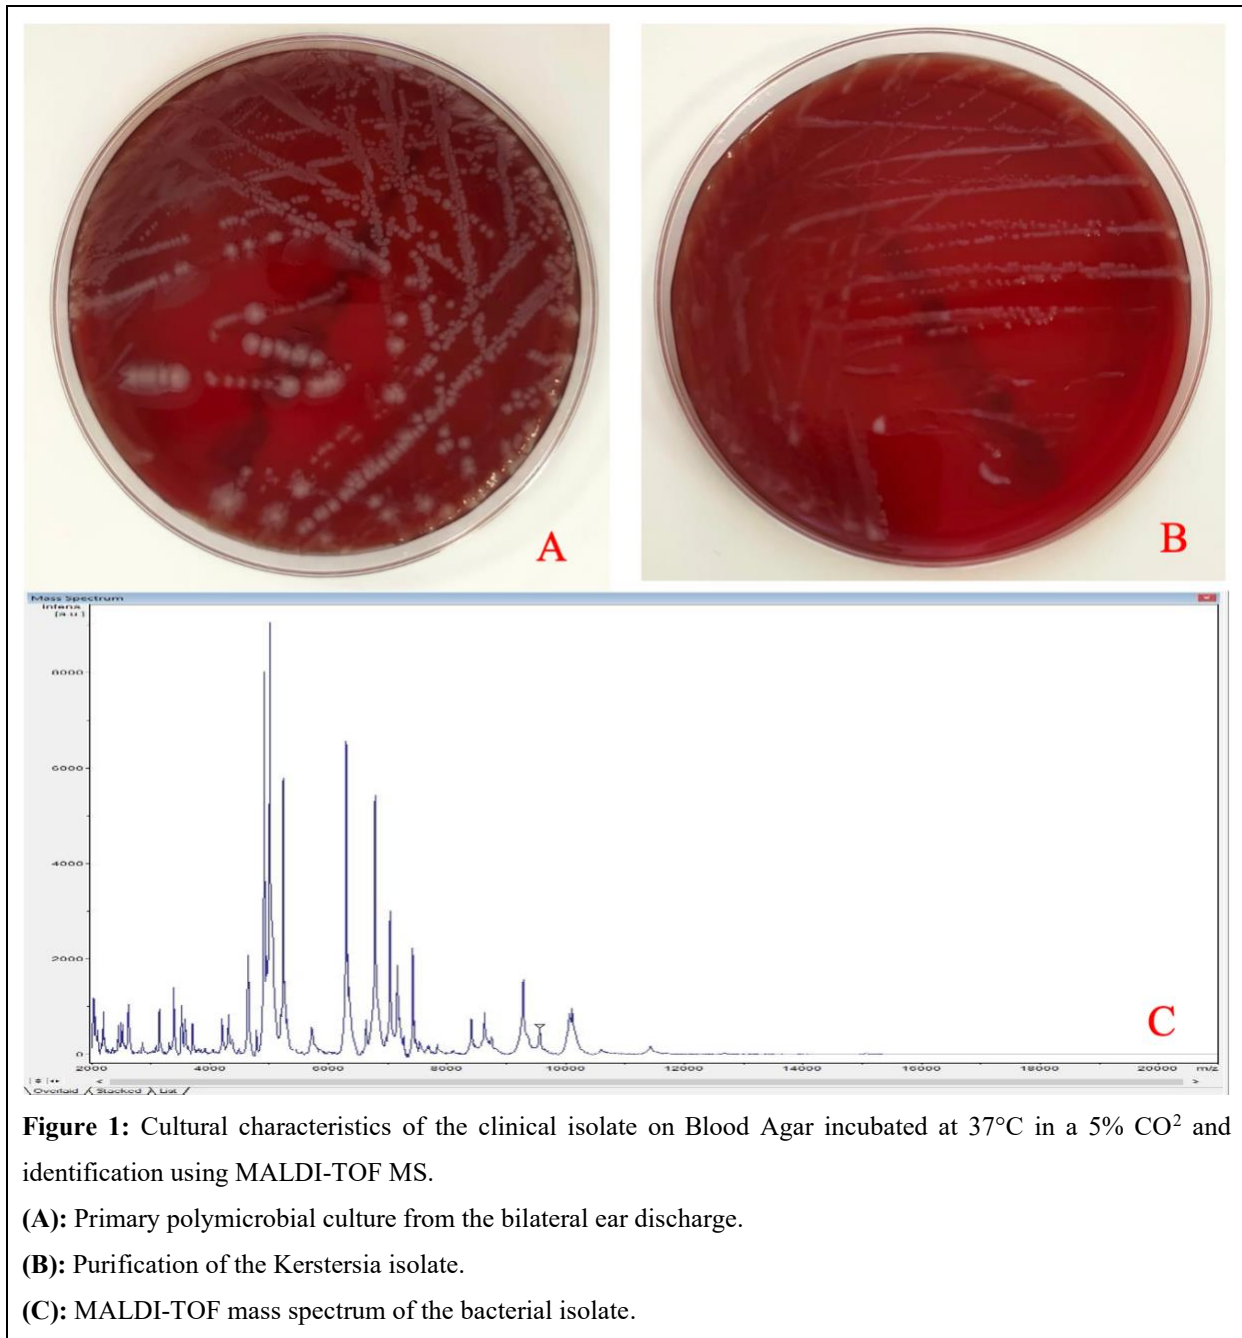 A
B
Mass Spectrum
Intens.
[a.u.]
8000
6000
4000
2000
0
2000 4000 6000 8000 10000 12000 14000 16000 18000 20000 m/z
C
Overlaid Stacked List
Figure 1: Cultural characteristics of the clinical isolate on Blood Agar incubated at 37°C in a 5% CO² and
identification using MALDI-TOF MS.
(A): Primary polymicrobial culture from the bilateral ear discharge.
(B): Purification of the Kerstersia isolate.
(C): MALDI-TOF mass spectrum of the bacterial isolate.